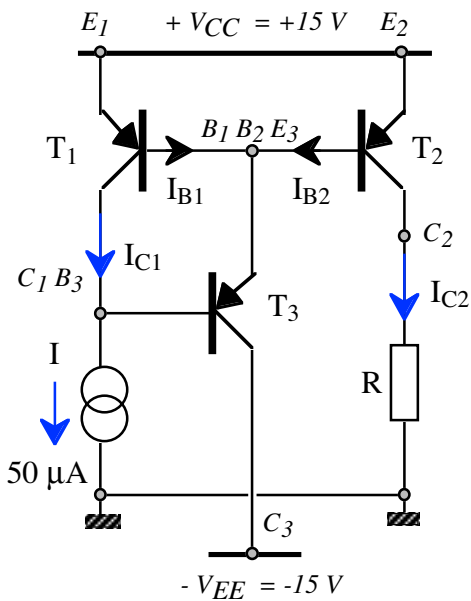 E1 + VCC = +15 V E2
B1 B2 E3
T1 T2
IB1 IB2
C2
IC1
C1 B3 IC2
T3
I R
50 µA
C3
- VEE = -15 V